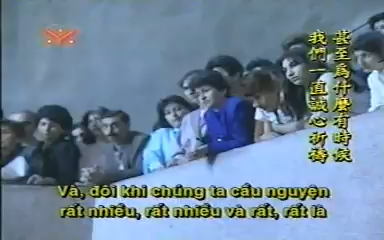 甚至爲什麼有時候
我們一直誠心祈禱
Và, đôi khi chúng ta cầu nguyện
rất nhiều, rất nhiều và rất, rất là